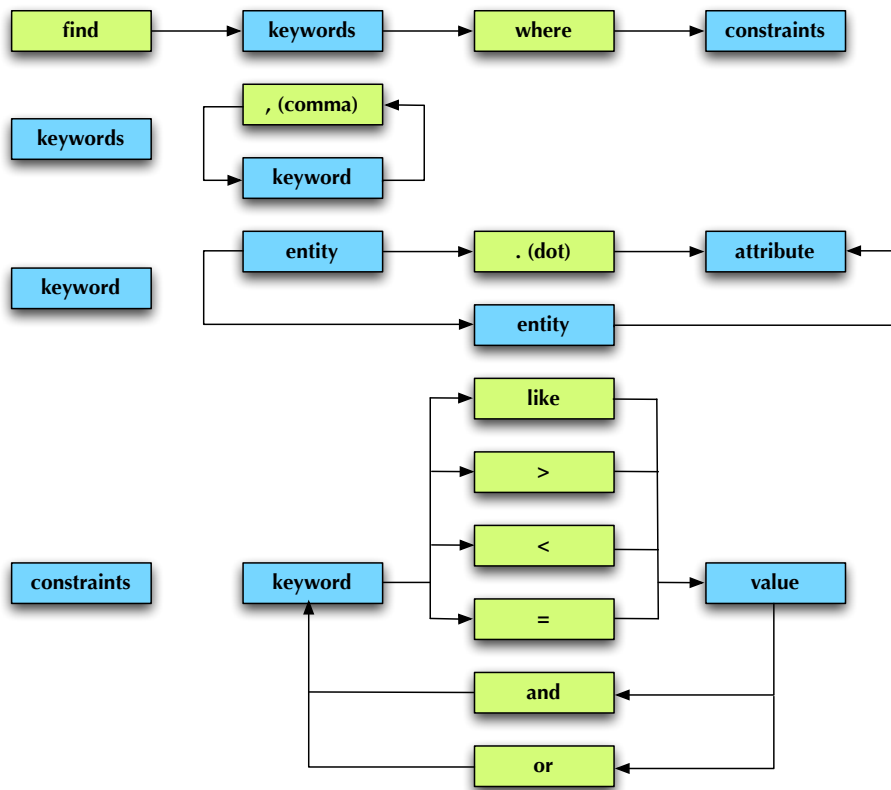 find keywords where constraints
, (comma)
keywords
keyword
entity . (dot) attribute
keyword
entity
like
>
<
constraints keyword value
=
and
or